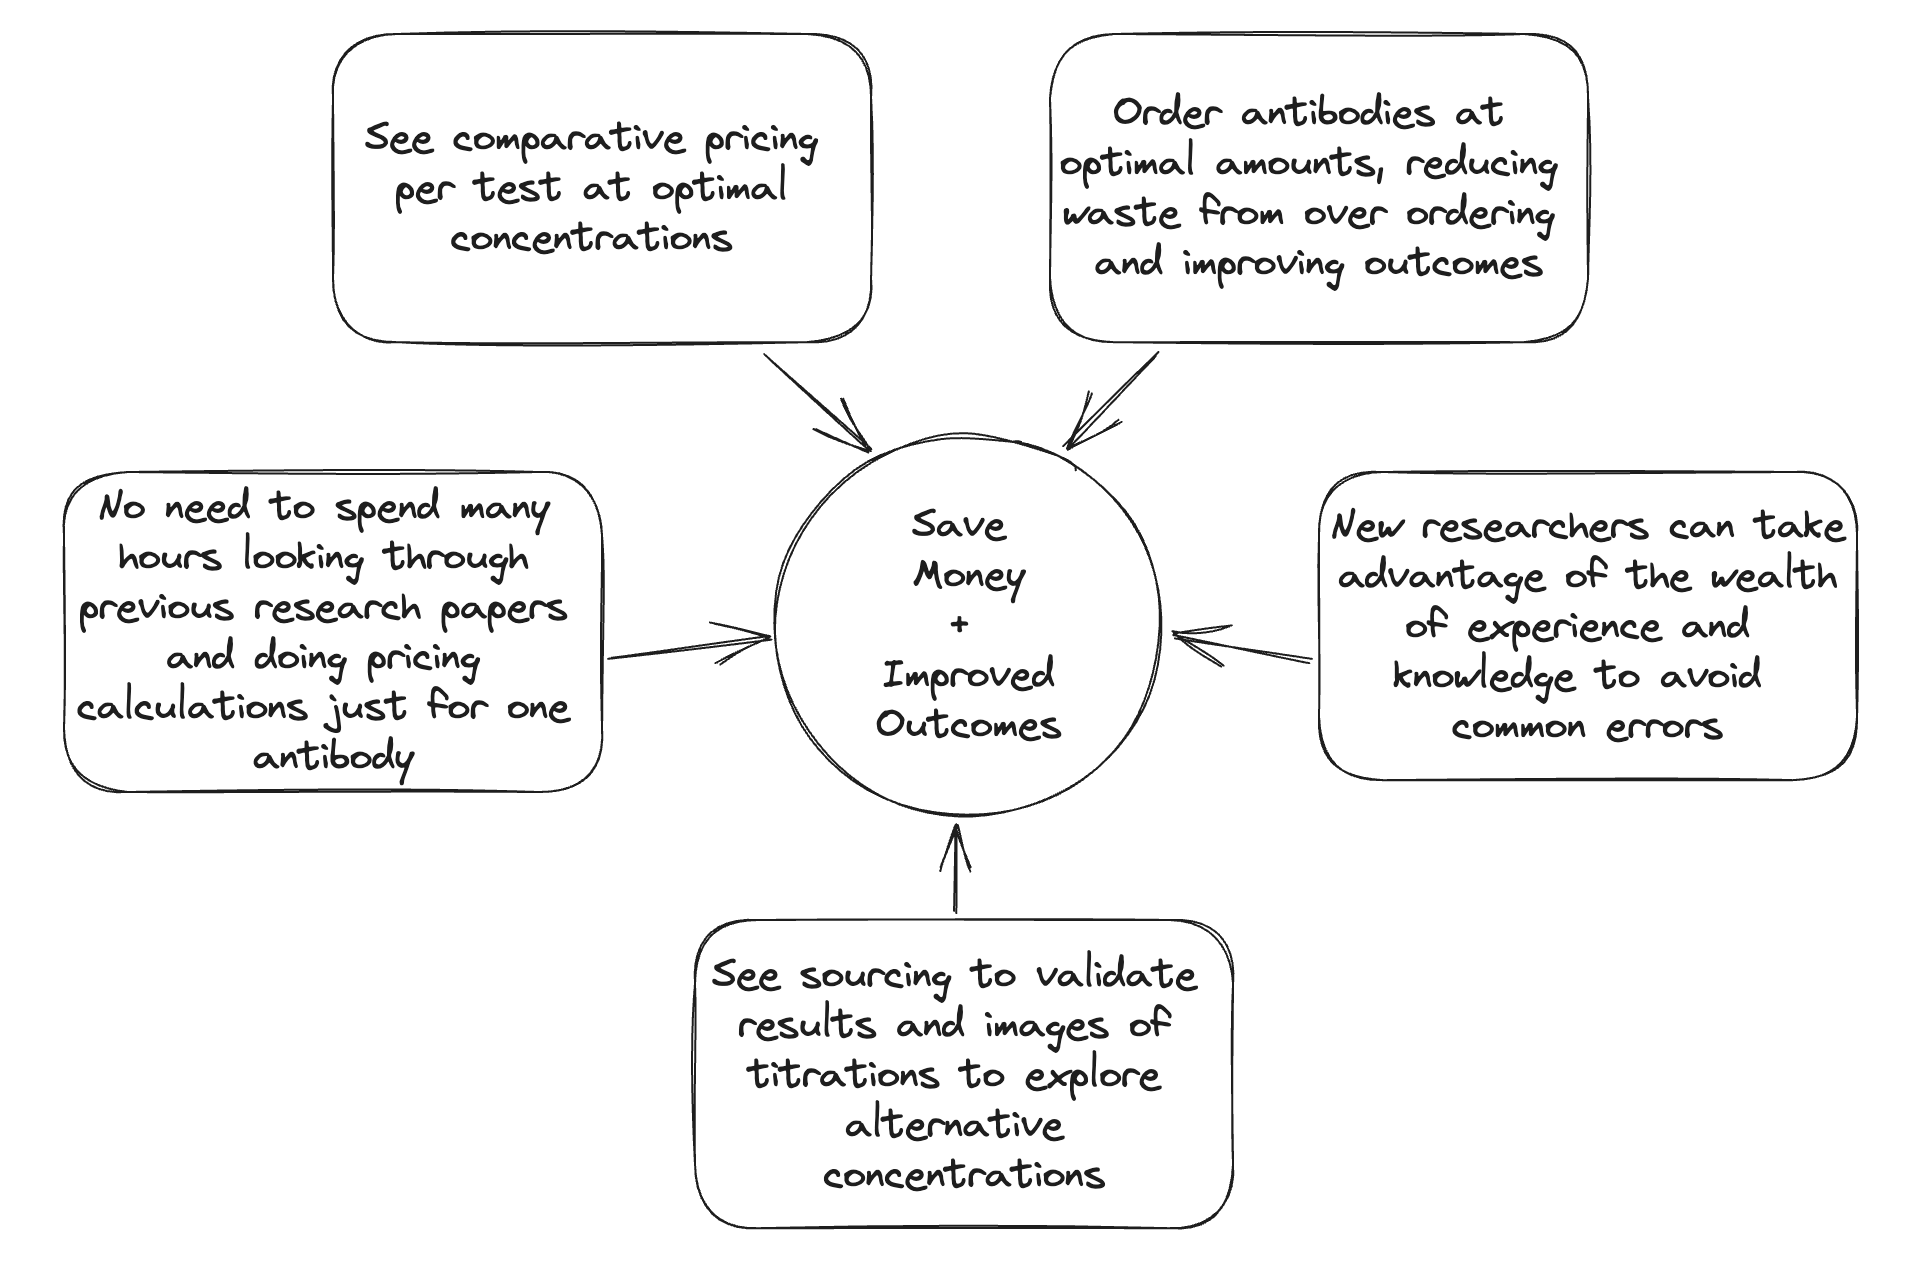 See comparative pricing
per test at optimal
concentrations
Order antibodies at
optimal amounts, reducing
waste from over ordering
and improving outcomes
No need to spend many
hours looking through
previous research papers
and doing pricing
calculations just for one
antibody
Save
Money
+
Improved
Outcomes
New researchers can take
advantage of the wealth
of experience and
knowledge to avoid
common errors
See sourcing to validate
results and images of
titrations to explore
alternative
concentrations